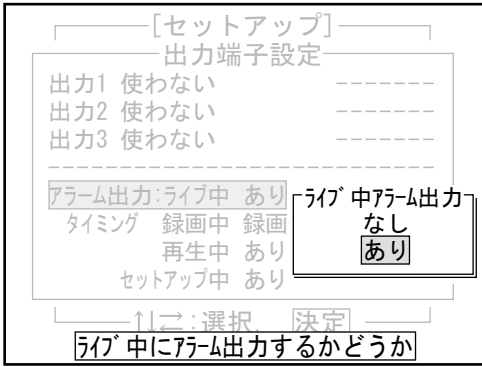 [セットアップ]
出力端子設定
出力1 使わない -------
出力2 使わない -------
出力3 使わない -------
---------------------------
アラーム出力:ライブ中 あり
ライブ中アラーム出力
なし
あり
タイミング 録画中 録画
再生中 あり
セットアップ中 あり
↑↓⇄:選択 決定
ライブ中にアラーム出力するかどうか